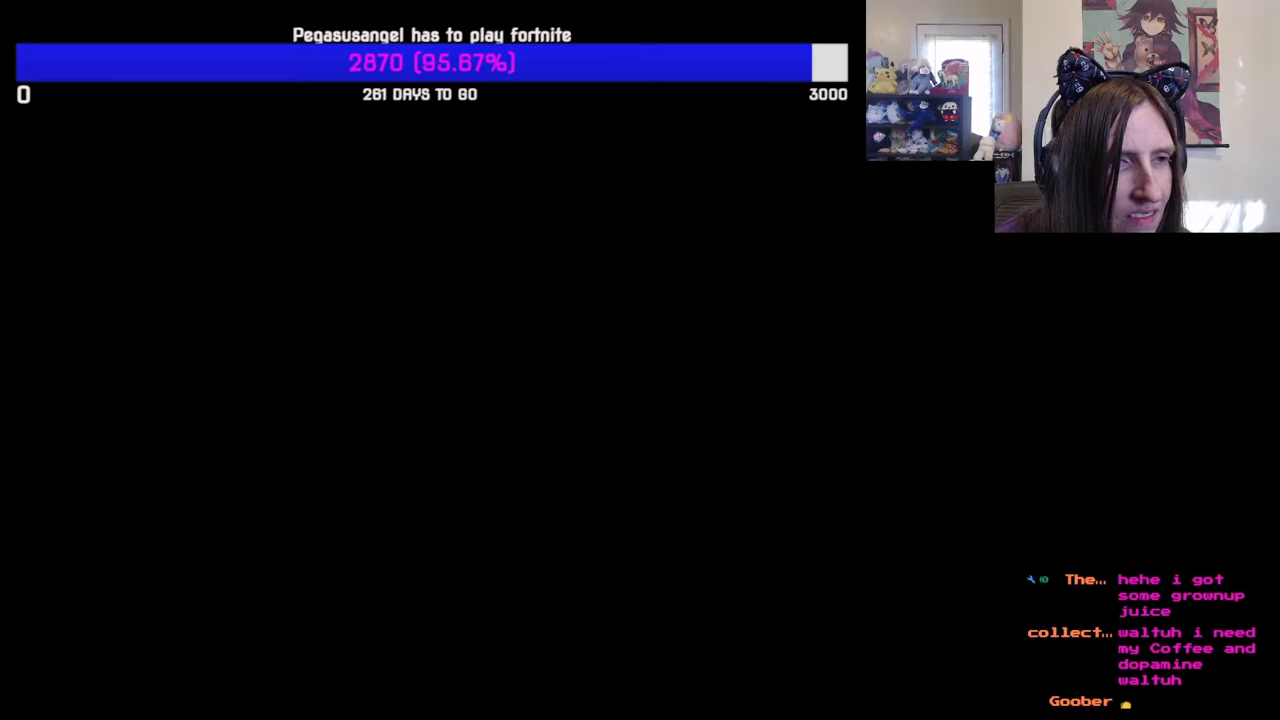 Pegasusangel has to play fortnite
2870 (95.67%)
0 261 DAYS TO GO 3000
The... hehe i got
some grownup
juice
collect... waltuh i need
my Coffee and
dopamine
waltuh
Goober